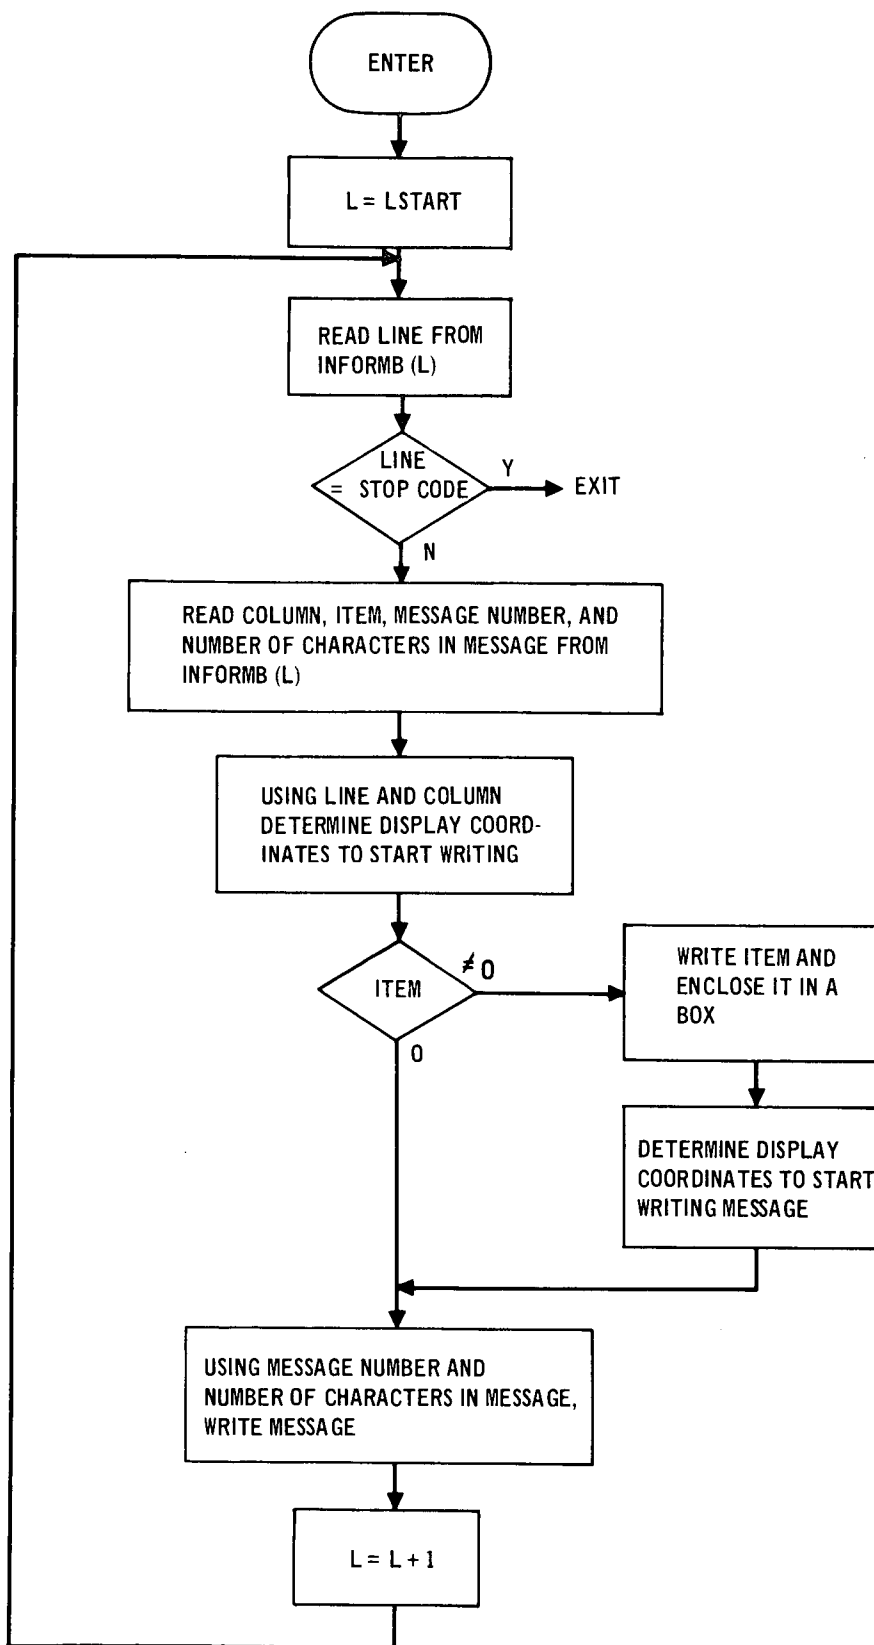 ENTER
L = LSTART
READ LINE FROM
INFORMB (L)
LINE
= STOP CODE
Y
EXIT
N
READ COLUMN, ITEM, MESSAGE NUMBER, AND
NUMBER OF CHARACTERS IN MESSAGE FROM
INFORMB (L)
USING LINE AND COLUMN
DETERMINE DISPLAY COORD-
INATES TO START WRITING
ITEM
≠ 0
0
WRITE ITEM AND
ENCLOSE IT IN A
BOX
DETERMINE DISPLAY
COORDINATES TO START
WRITING MESSAGE
USING MESSAGE NUMBER AND
NUMBER OF CHARACTERS IN MESSAGE,
WRITE MESSAGE
L = L + 1